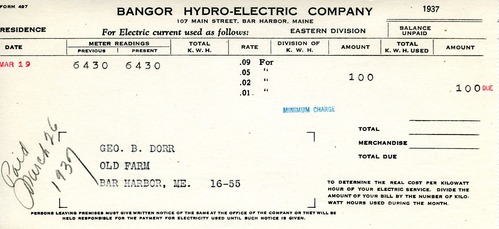 FORM 497
BANGOR HYDRO-ELECTRIC COMPANY
1937
107 MAIN STREET, BAR HARBOR, MAINE
RESIDENCE
For Electric current used as follows:
EASTERN DIVISION
BALANCE UNPAID
DATE METER READINGS PREVIOUS PRESENT TOTAL K. W. H. RATE DIVISION OF K. W. H. AMOUNT TOTAL K. W. H. USED AMOUNT
MAR 19 6430 6430 .09 For
.05 " 100
.02 " 100 DUE
.01 "
MINIMUM CHARGE
TOTAL
MERCHANDISE
TOTAL DUE
Paid March 26 1937
GEO. B. DORR
OLD FARM
BAR HARBOR, ME. 16-55
TO DETERMINE THE REAL COST PER KILOWATT
HOUR OF YOUR ELECTRIC SERVICE. DIVIDE THE
AMOUNT OF YOUR BILL BY THE NUMBER OF KILO-
WATT HOURS USED DURING THE MONTH.
PERSONS LEAVING PREMISES MUST GIVE WRITTEN NOTICE OF THE SAME AT THE OFFICE OF THE COMPANY OR THEY WILL BE
HELD RESPONSIBLE FOR THE PAYMENT FOR ELECTRICITY USED UNTIL SUCH NOTICE IS GIVEN.